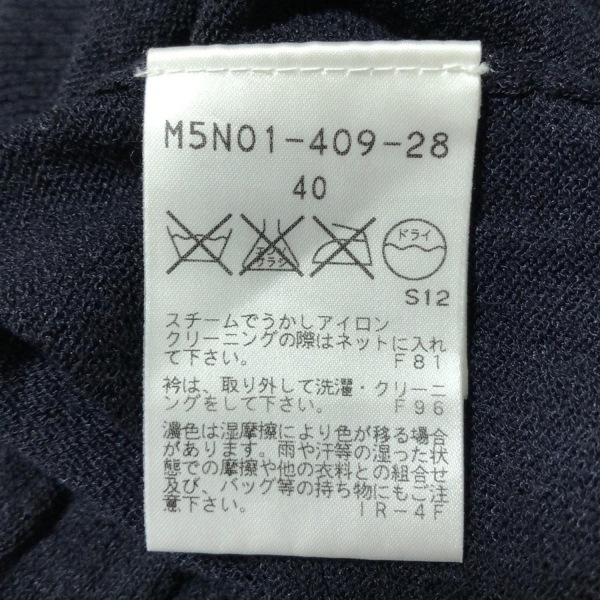 M5N01-409-28
40
エンソ
サラシ
ドライ
S12
スチームでうかしアイロン
クリーニングの際はネットに入れ
て下さい。 F81
衿は、取り外して洗濯・クリーニ
ングをして下さい。 F96
濃色は湿摩擦により色が移る場合
があります。雨や汗等の湿った状
態での摩擦や他の衣料との組合せ
及び、バッグ等の持ち物にもご注
意下さい。 IR-4F